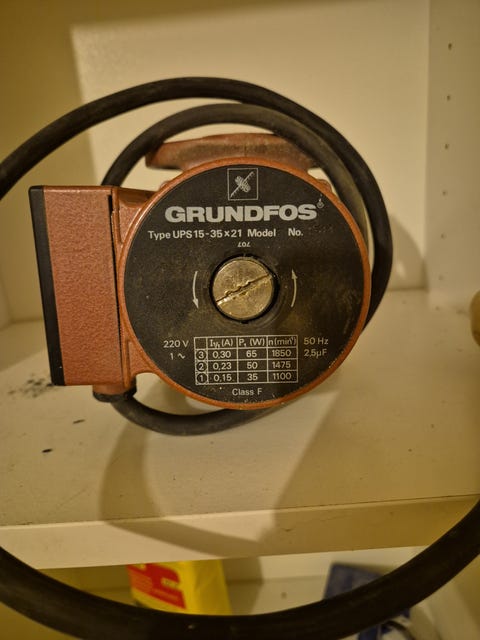 GRUNDFOS
Type UPS 15-35 x 21 Model No.
707
220 V I₁/₁ (A) P₁ (W) n(min⁻¹) 50 Hz
1 ~ 3 0,30 65 1850 2,5µF
2 0,23 50 1475
1 0,15 35 1100
Class F